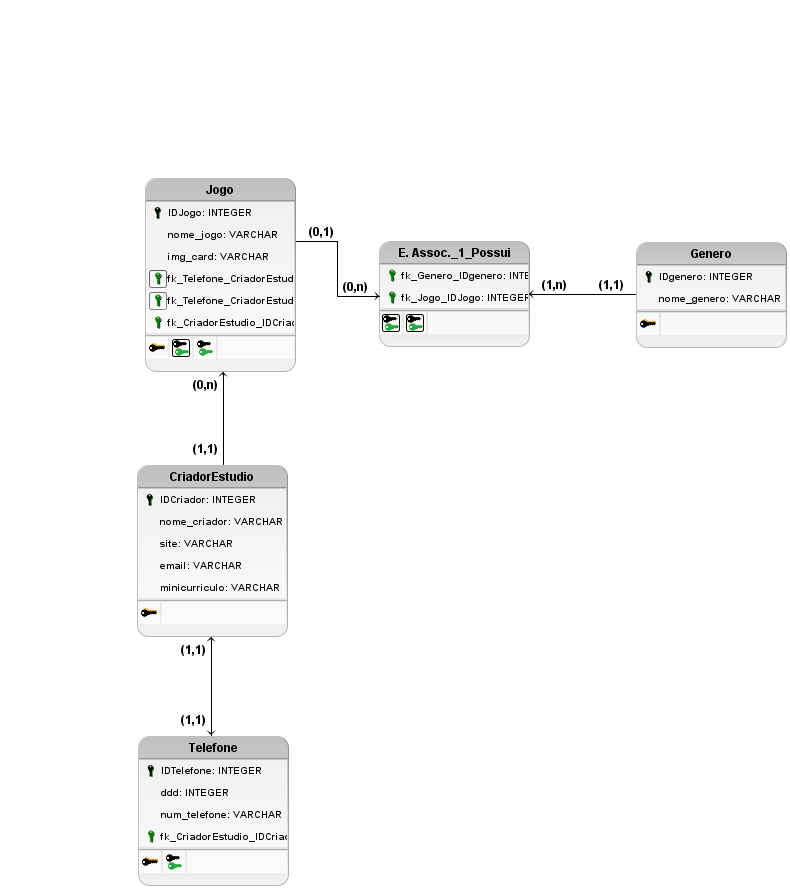 Jogo
IDJogo: INTEGER
nome_jogo: VARCHAR
img_card: VARCHAR
fk_Telefone_CriadorEstud
fk_Telefone_CriadorEstud
fk_CriadorEstudio_IDCriad
(0,1)
(0,n)
E. Assoc._1_Possui
fk_Genero_IDgenero: INTE
fk_Jogo_IDJogo: INTEGER
(1,n)
(1,1)
Genero
IDgenero: INTEGER
nome_genero: VARCHAR
(0,n)
(1,1)
CriadorEstudio
IDCriador: INTEGER
nome_criador: VARCHAR
site: VARCHAR
email: VARCHAR
minicurriculo: VARCHAR
(1,1)
(1,1)
Telefone
IDTelefone: INTEGER
ddd: INTEGER
num_telefone: VARCHAR
fk_CriadorEstudio_IDCriad